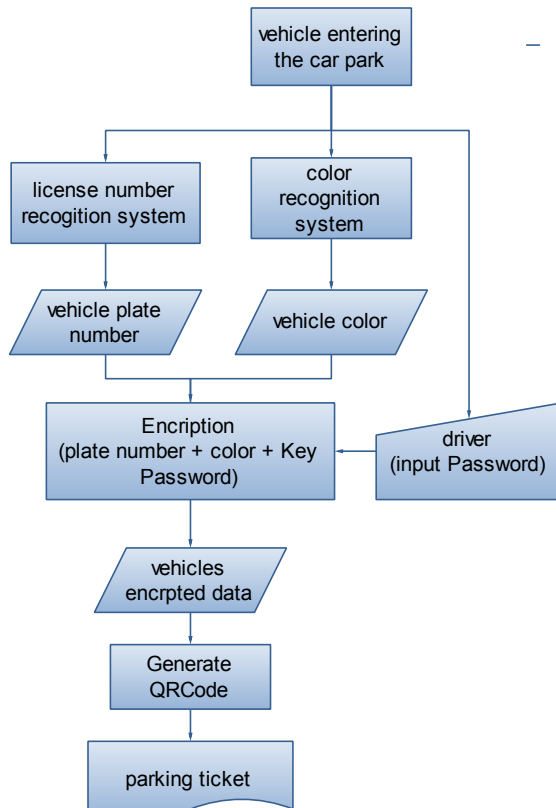 vehicle entering
the car park
license number
recogition system
color
recognition
system
vehicle plate
number
vehicle color
Encription
(plate number + color + Key
Password)
driver
(input Password)
vehicles
encrpted data
Generate
QRCode
parking ticket